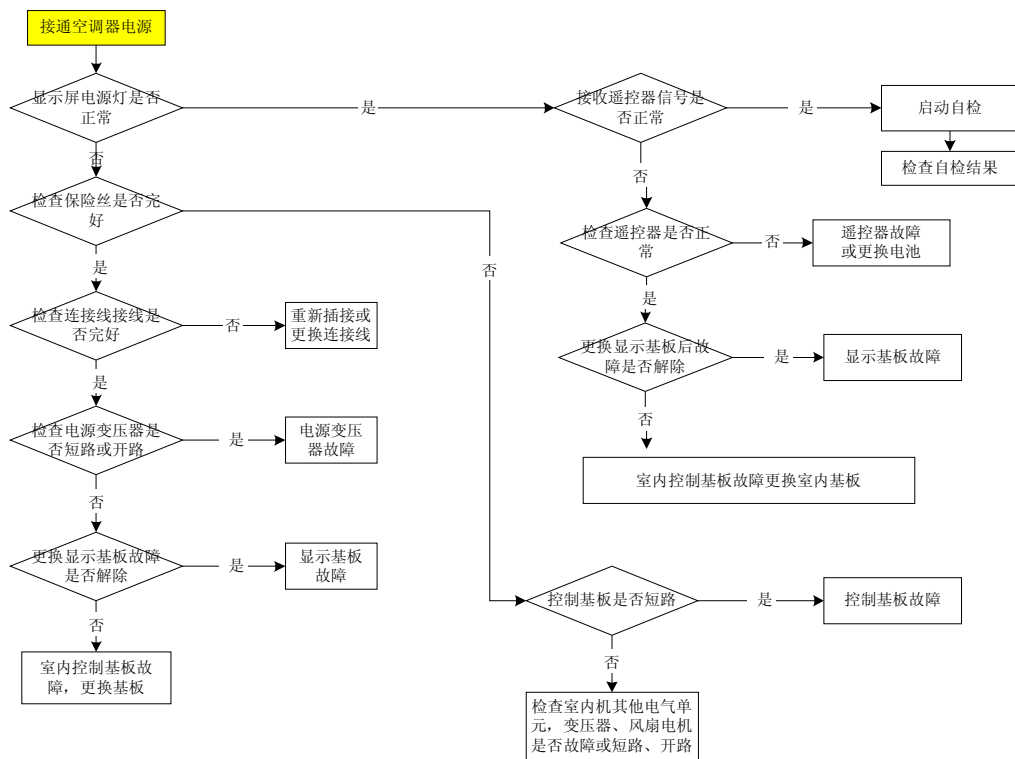 接通空调器电源
显示屏电源灯是否
正常
是
接收遥控器信号是
否正常
是
启动自检
检查自检结果
否
检查保险丝是否完
好
否
否
检查遥控器是否正
常
否
遥控器故障
或更换电池
是
检查连接线接线是
否完好
否
重新插接或
更换连接线
是
更换显示基板后故
障是否解除
是
显示基板故障
是
检查电源变压器是
否短路或开路
是
电源变压
器故障
否
室内控制基板故障更换室内基板
否
更换显示基板故障
是否解除
是
显示基板
故障
控制基板是否短路
是
控制基板故障
否
室内控制基板故
障，更换基板
否
检查室内机其他电气单
元，变压器、风扇电机
是否故障或短路、开路